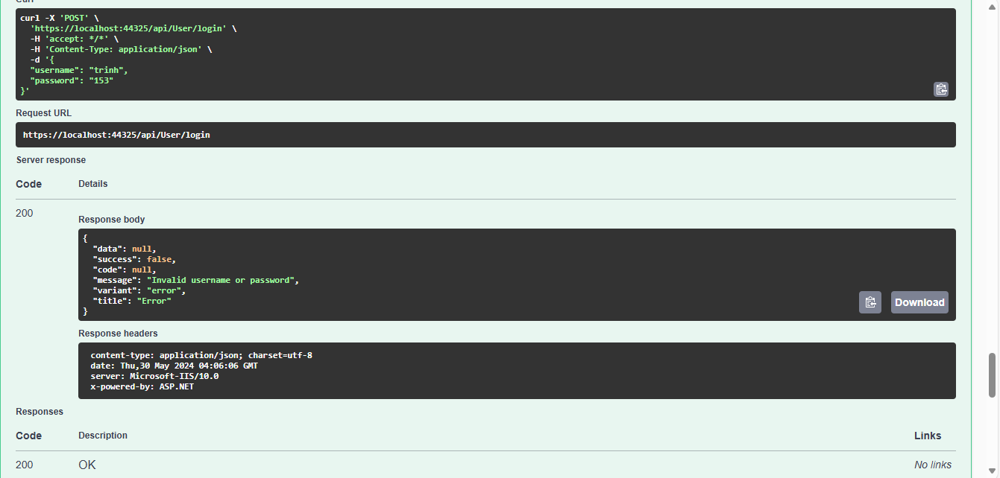 Curl
curl -X 'POST' \
  'https://localhost:44325/api/User/login' \
  -H 'accept: */*' \
  -H 'Content-Type: application/json' \
  -d '{
  "username": "trinh",
  "password": "153"
}'
Request URL
https://localhost:44325/api/User/login
Server response
Code Details
200
Response body
{
  "data": null,
  "success": false,
  "code": null,
  "message": "Invalid username or password",
  "variant": "error",
  "title": "Error"
}
Download
Response headers
content-type: application/json; charset=utf-8
date: Thu,30 May 2024 04:06:06 GMT
server: Microsoft-IIS/10.0
x-powered-by: ASP.NET
Responses
Code Description Links
200 OK No links